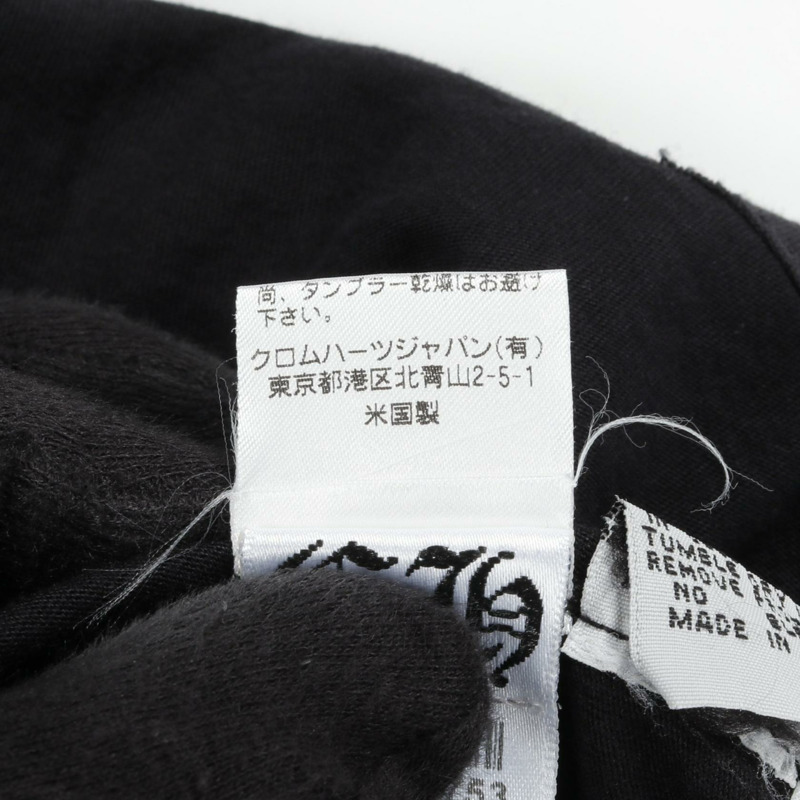 尚、タンブラー乾燥はお避け
下さい。
クロムハーツジャパン(有)
東京都港区北青山2-5-1
米国製
TUMBLE DRY
REMOVE
NO
MADE IN
53